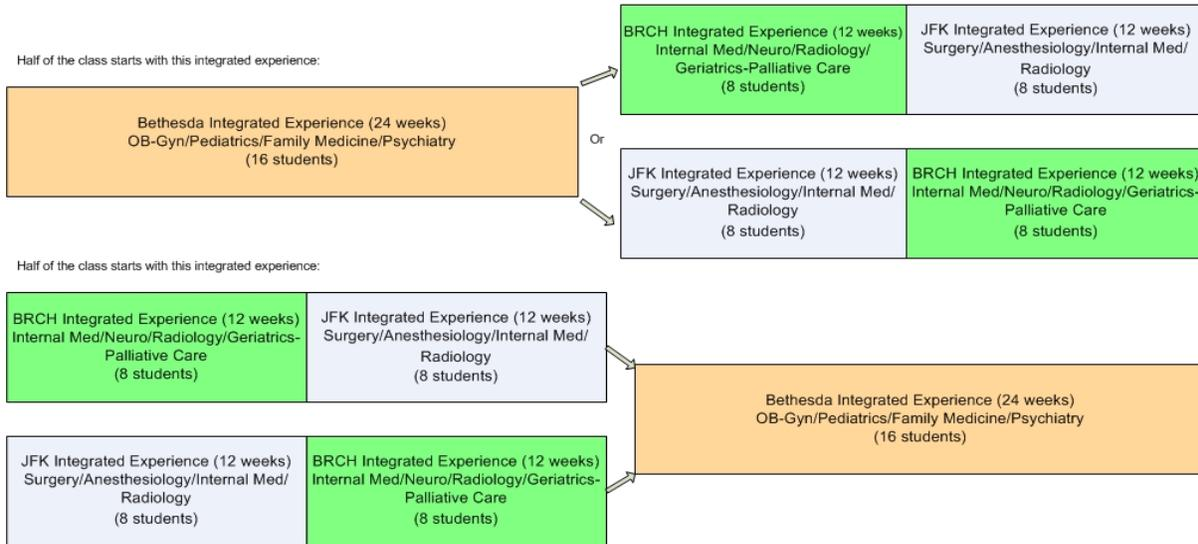 Half of the class starts with this integrated experience:
Bethesda Integrated Experience (24 weeks)
OB-Gyn/Pediatrics/Family Medicine/Psychiatry
(16 students)
Or
BRCH Integrated Experience (12 weeks)
Internal Med/Neuro/Radiology/
Geriatrics-Palliative Care
(8 students)
JFK Integrated Experience (12 weeks)
Surgery/Anesthesiology/Internal Med/
Radiology
(8 students)
JFK Integrated Experience (12 weeks)
Surgery/Anesthesiology/Internal Med/
Radiology
(8 students)
BRCH Integrated Experience (12 weeks)
Internal Med/Neuro/Radiology/Geriatrics-
Palliative Care
(8 students)
Half of the class starts with this integrated experience:
BRCH Integrated Experience (12 weeks)
Internal Med/Neuro/Radiology/Geriatrics-
Palliative Care
(8 students)
JFK Integrated Experience (12 weeks)
Surgery/Anesthesiology/Internal Med/
Radiology
(8 students)
JFK Integrated Experience (12 weeks)
Surgery/Anesthesiology/Internal Med/
Radiology
(8 students)
BRCH Integrated Experience (12 weeks)
Internal Med/Neuro/Radiology/Geriatrics-
Palliative Care
(8 students)
Bethesda Integrated Experience (24 weeks)
OB-Gyn/Pediatrics/Family Medicine/Psychiatry
(16 students)